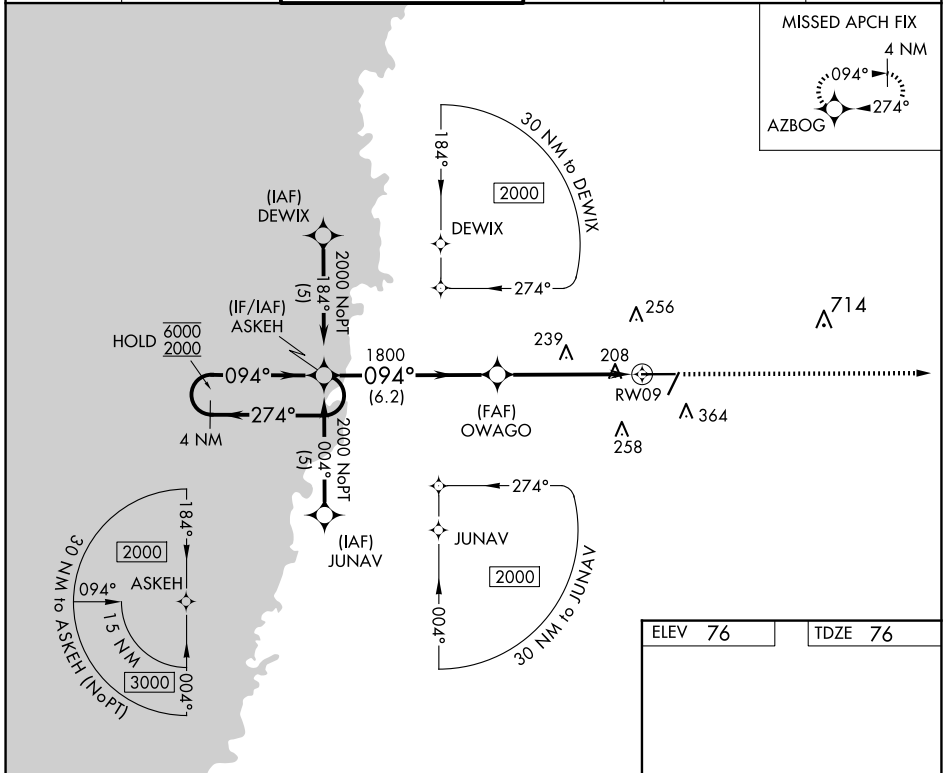 MISSED APCH FIX
4 NM
094°
274°
AZBOG
30 NM to DEWIX
184°
2000
DEWIX
274°
(IAF)
DEWIX
2000 NoPT
184°
(5)
(IF/IAF)
ASKEH
HOLD 6000
2000
094°
274°
4 NM
1800
094°
(6.2)
(FAF)
OWAGO
239
256
208
RW09
714
364
258
2000 NoPT
004°
(5)
(IAF)
JUNAV
274°
JUNAV
2000
004°
30 NM to JUNAV
184°
2000
ASKEH
094°
15 NM
3000
004°
30 NM to ASKEH (NoPT)
ELEV 76
TDZE 76